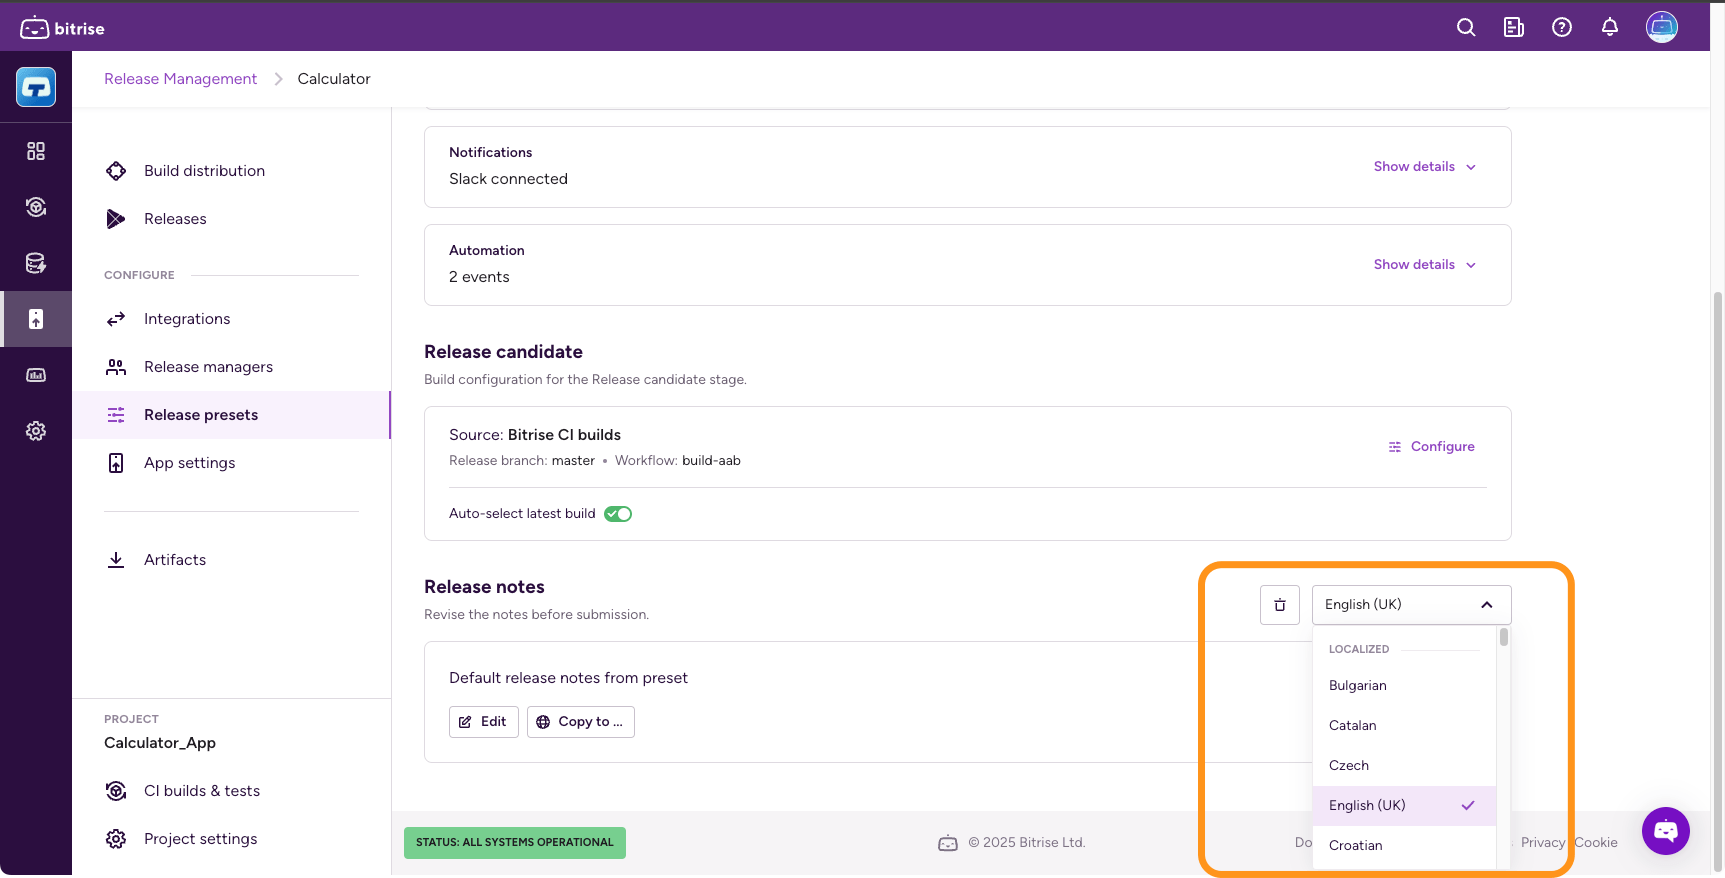 bitrise
Release Management > Calculator
Build distribution
Releases
CONFIGURE
Integrations
Release managers
Release presets
App settings
Artifacts
PROJECT
Calculator_App
CI builds & tests
Project settings
Notifications
Slack connected
Show details
Automation
2 events
Show details
Release candidate
Build configuration for the Release candidate stage.
Source: Bitrise CI builds
Release branch: master • Workflow: build-aab
Configure
Auto-select latest build
Release notes
Revise the notes before submission.
English (UK)
LOCALIZED
Bulgarian
Catalan
Czech
English (UK)
Croatian
Default release notes from preset
Edit
Copy to ...
STATUS: ALL SYSTEMS OPERATIONAL
© 2025 Bitrise Ltd.
Privacy
Cookie